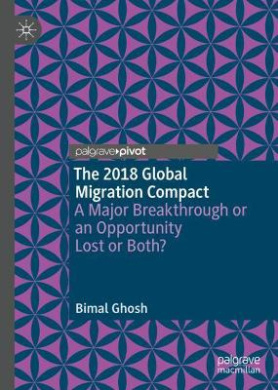 palgrave▸pivot
The 2018 Global
Migration Compact
A Major Breakthrough or
an Opportunity
Lost or Both?
Bimal Ghosh
palgrave
macmillan